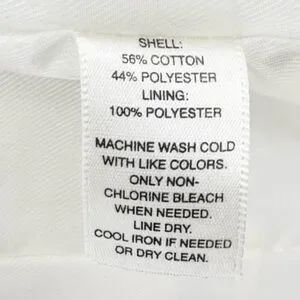 SHELL:
56% COTTON
44% POLYESTER
LINING:
100% POLYESTER
MACHINE WASH COLD
WITH LIKE COLORS.
ONLY NON-
CHLORINE BLEACH
WHEN NEEDED.
LINE DRY.
COOL IRON IF NEEDED
OR DRY CLEAN.